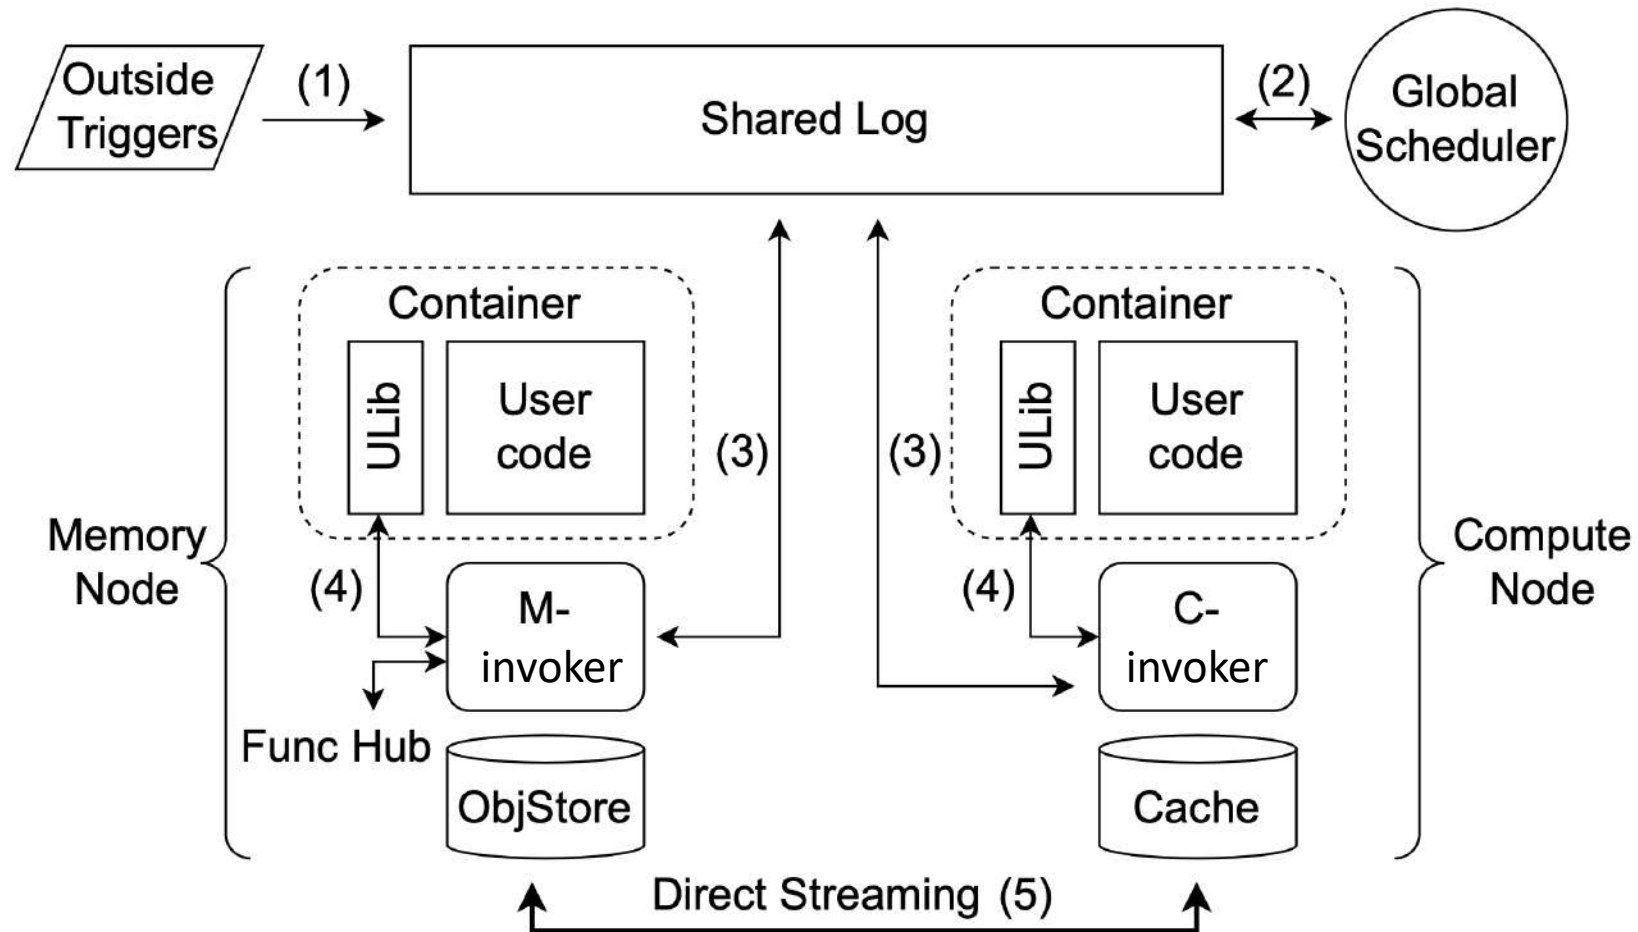 Outside
Triggers
(1)
Shared Log
(2)
Global
Scheduler
Container
ULib
User
code
(3)
(3)
Container
ULib
User
code
Memory
Node
(4)
M-
invoker
(4)
C-
invoker
Compute
Node
Func Hub
ObjStore
Cache
Direct Streaming (5)